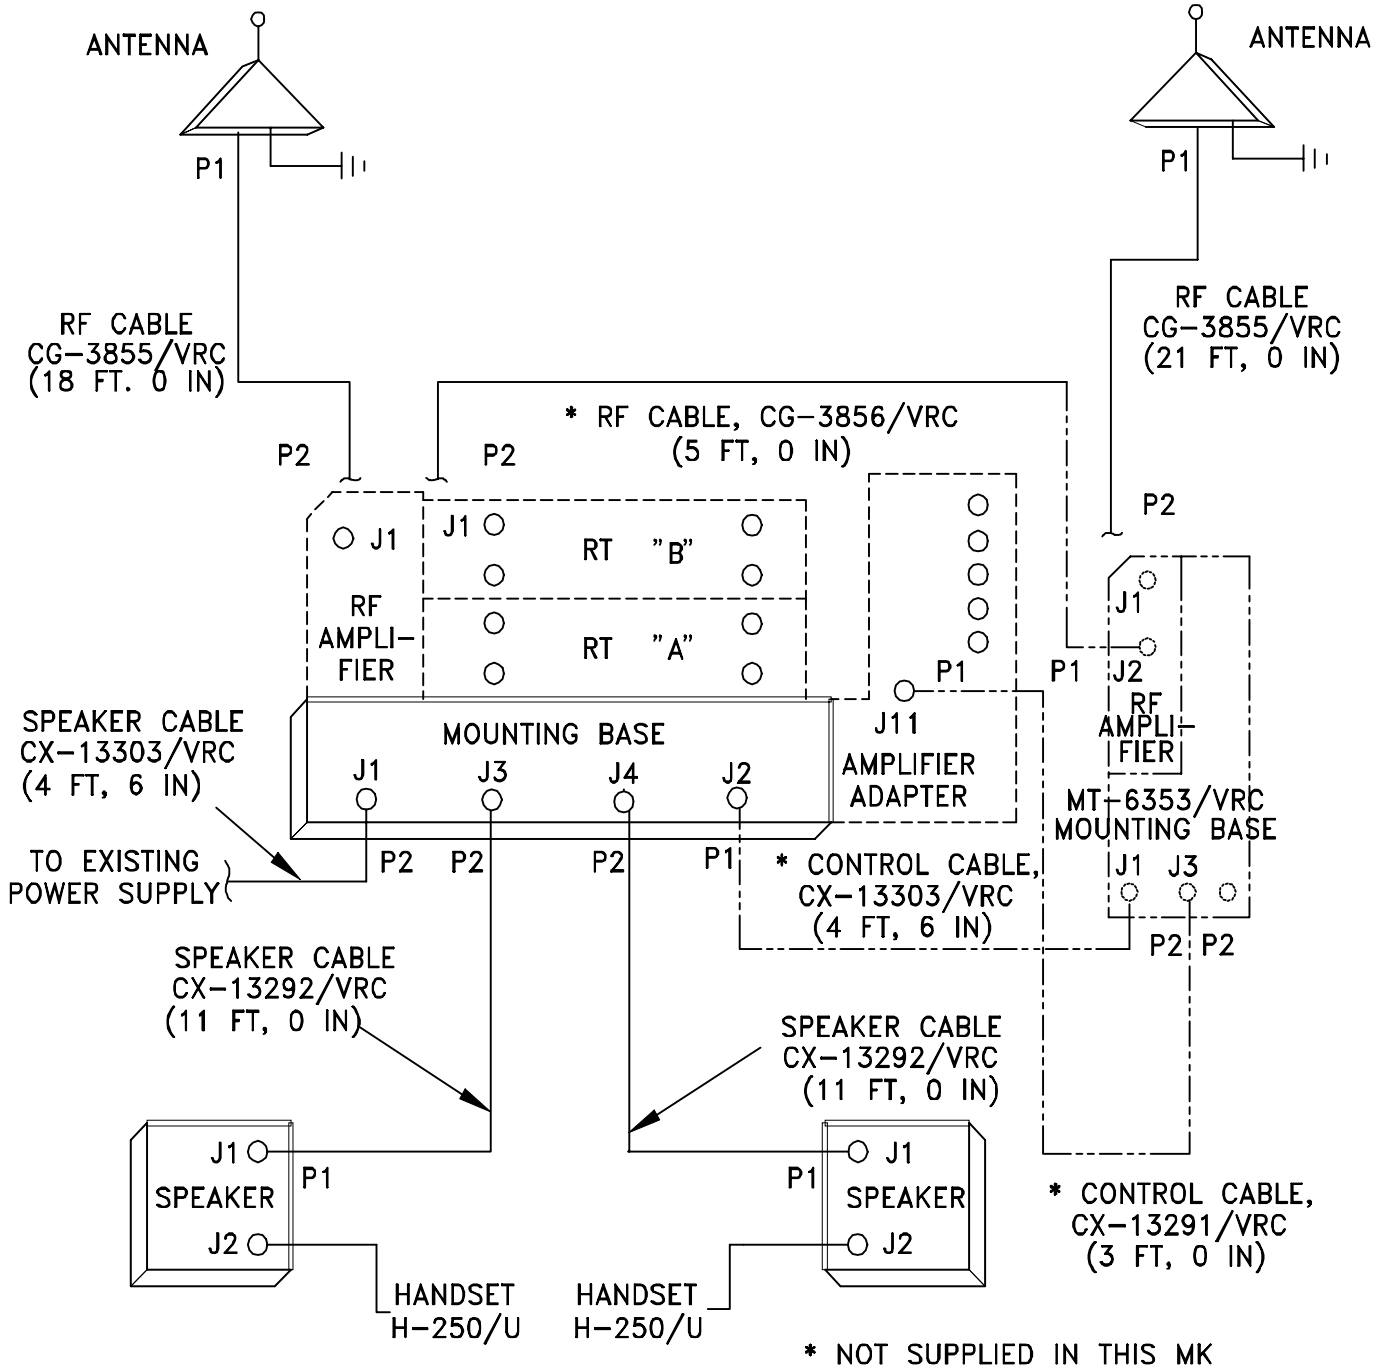 ANTENNA
ANTENNA
P1
P1
RF CABLE
CG-3855/VRC
(18 FT. 0 IN)
RF CABLE
CG-3855/VRC
(21 FT, 0 IN)
* RF CABLE, CG-3856/VRC
(5 FT, 0 IN)
P2
P2
P2
J1
J1
RT "B"
RF
AMPLI-
FIER
RT "A"
J1
P1
P1
J2
J11
RF
AMPLI-
FIER
SPEAKER CABLE
CX-13303/VRC
(4 FT, 6 IN)
MOUNTING BASE
J1
J3
J4
J2
AMPLIFIER
ADAPTER
MT-6353/VRC
MOUNTING BASE
TO EXISTING
POWER SUPPLY
P2
P2
P2
P1
* CONTROL CABLE,
CX-13303/VRC
(4 FT, 6 IN)
J1
J3
P2
P2
SPEAKER CABLE
CX-13292/VRC
(11 FT, 0 IN)
SPEAKER CABLE
CX-13292/VRC
(11 FT, 0 IN)
J1
P1
SPEAKER
J2
P1
J1
SPEAKER
J2
* CONTROL CABLE,
CX-13291/VRC
(3 FT, 0 IN)
HANDSET
H-250/U
HANDSET
H-250/U
* NOT SUPPLIED IN THIS MK